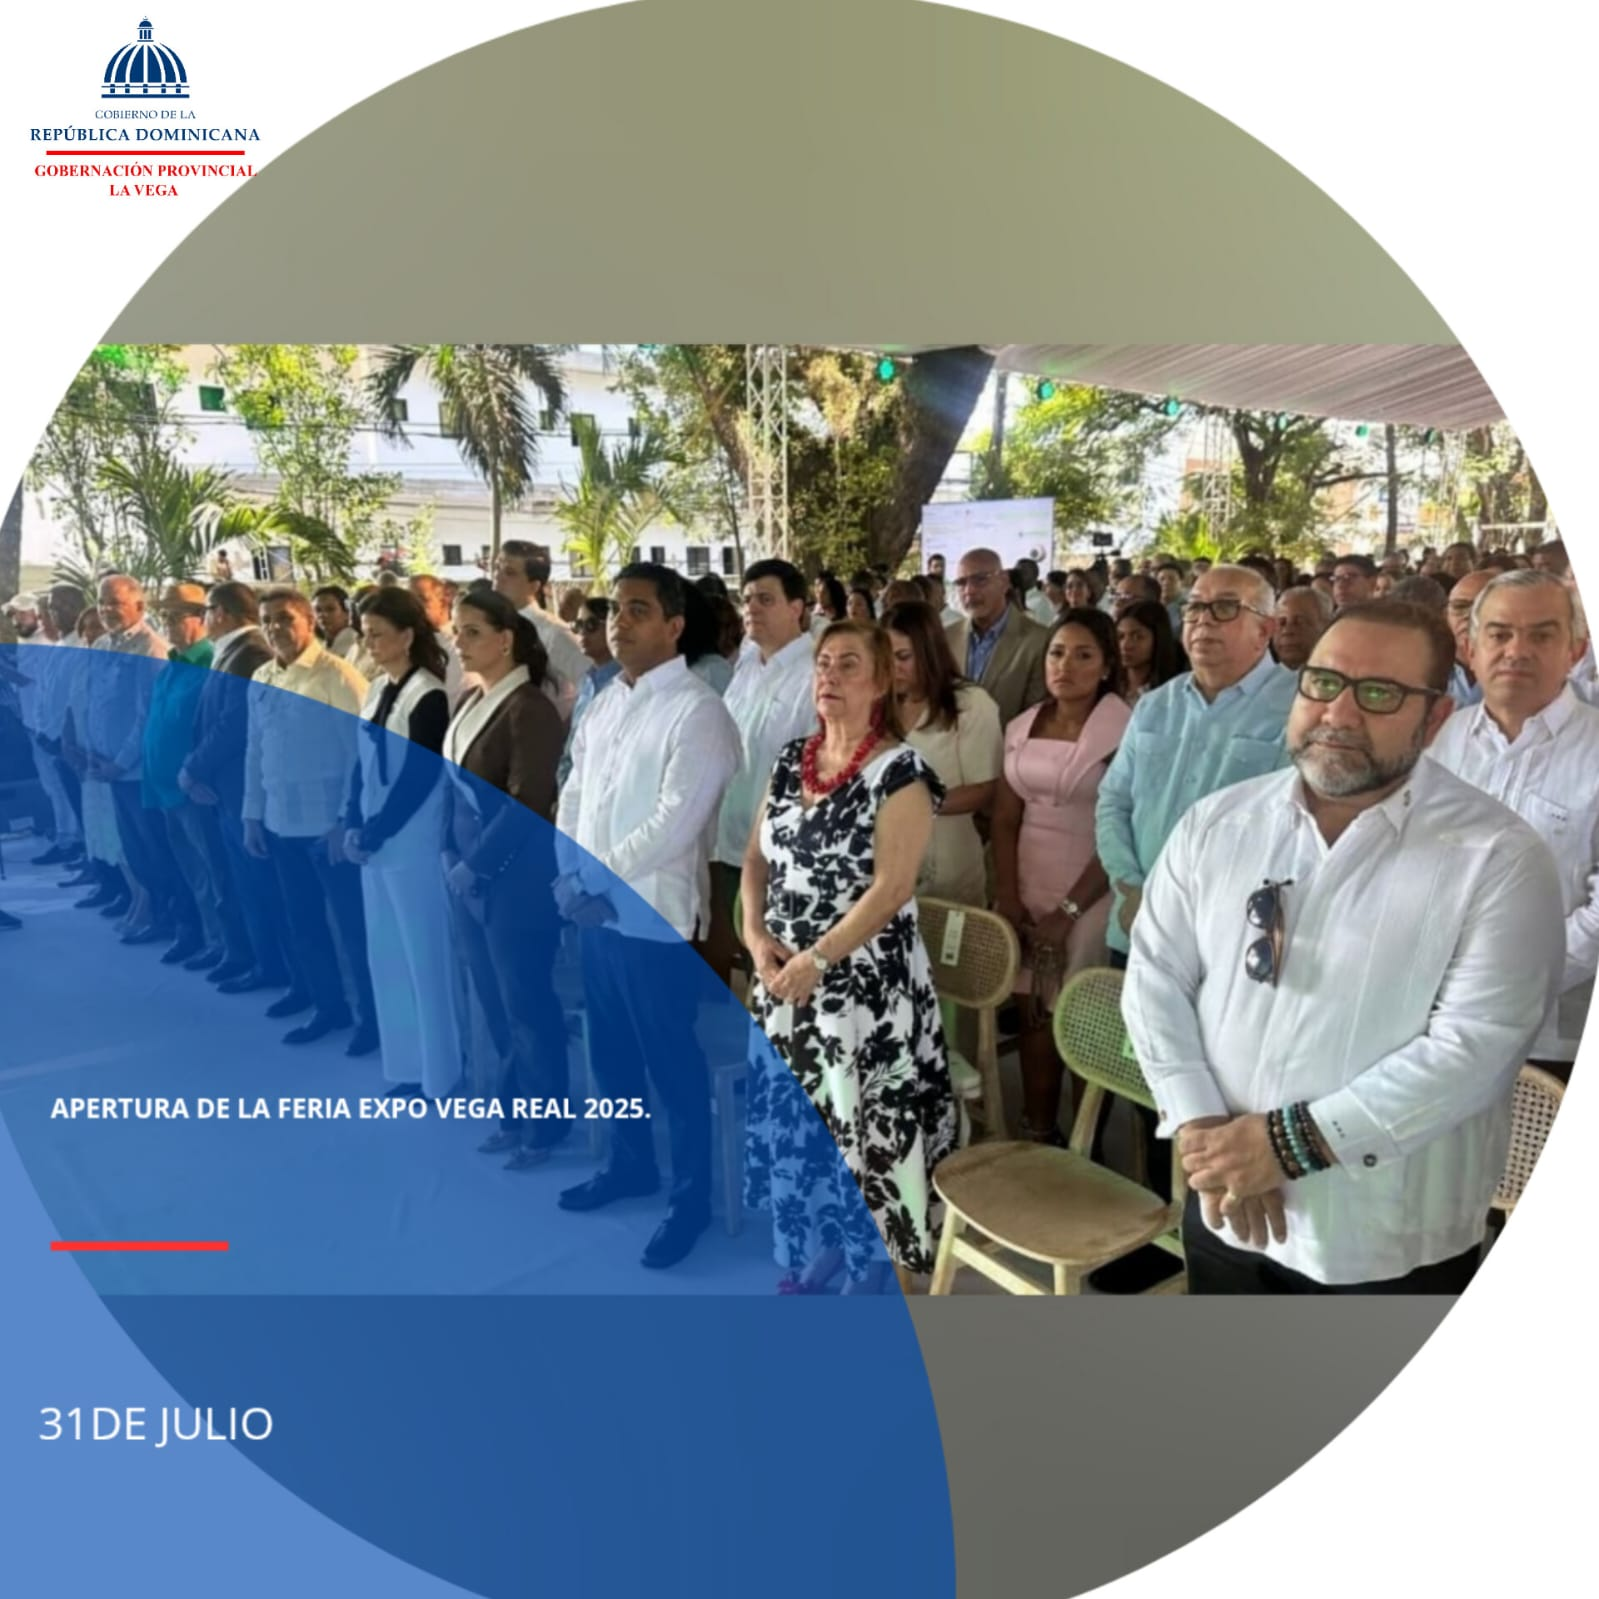 GOBIERNO DE LA
REPÚBLICA DOMINICANA
GOBERNACIÓN PROVINCIAL
LA VEGA
APERTURA DE LA FERIA EXPO VEGA REAL 2025.
31DE JULIO